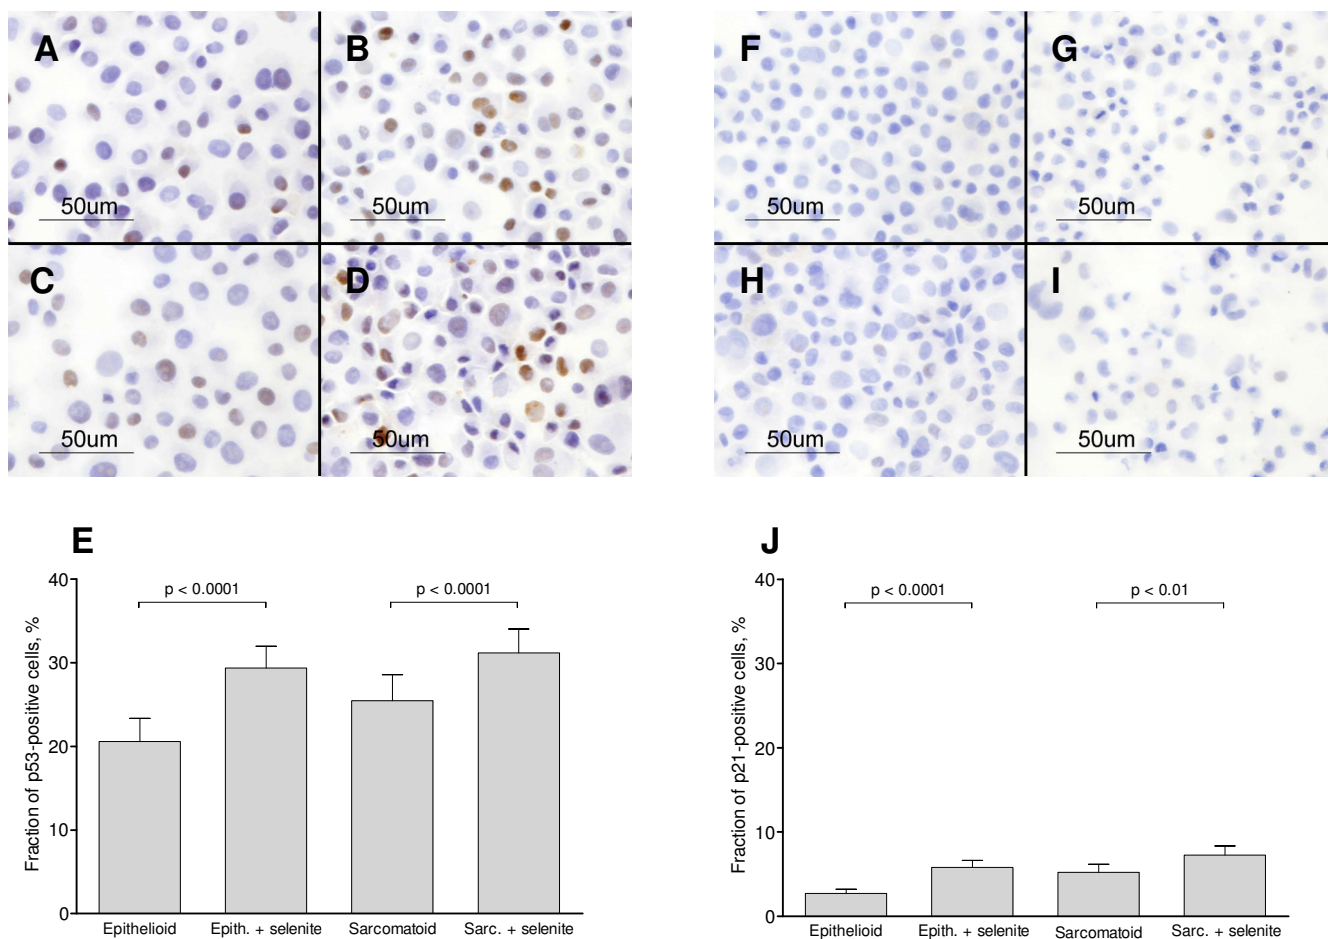 A
B
50um
50um
C
D
50um
50um
F
G
50um
50um
H
I
50um
50um
E
40
30
20
10
0
Fraction of p53-positive cells, %
p < 0.0001
p < 0.0001
Epithelioid
Epith. + selenite
Sarcomatoid
Sarc. + selenite
J
40
30
20
10
0
Fraction of p21-positive cells, %
p < 0.0001
p < 0.01
Epithelioid
Epith. + selenite
Sarcomatoid
Sarc. + selenite